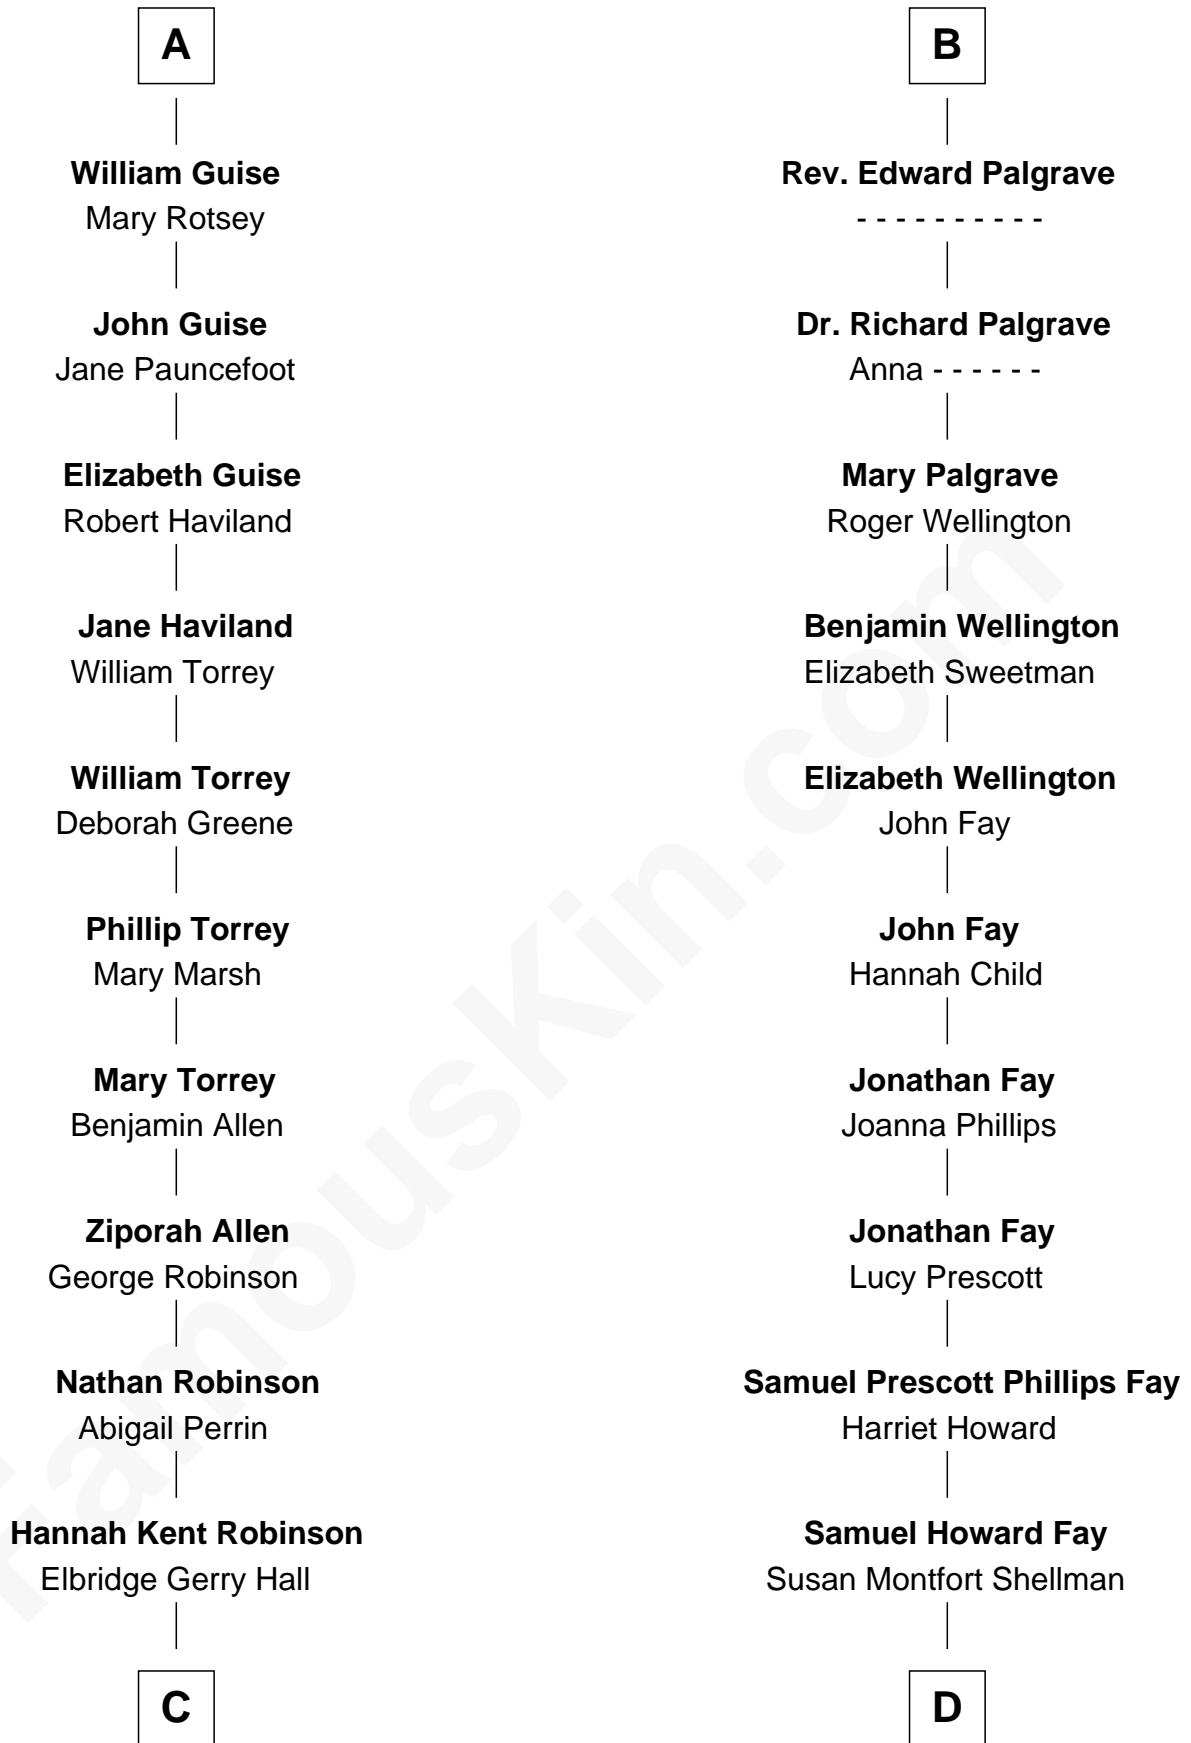 A
William Guise
Mary Rotsey
John Guise
Jane Pauncefoot
Elizabeth Guise
Robert Haviland
Jane Haviland
William Torrey
William Torrey
Deborah Greene
Phillip Torrey
Mary Marsh
Mary Torrey
Benjamin Allen
Ziporah Allen
George Robinson
Nathan Robinson
Abigail Perrin
Hannah Kent Robinson
Elbridge Gerry Hall
C
B
Rev. Edward Palgrave
- - - - - - - - - -
Dr. Richard Palgrave
Anna - - - - - -
Mary Palgrave
Roger Wellington
Benjamin Wellington
Elizabeth Sweetman
Elizabeth Wellington
John Fay
John Fay
Hannah Child
Jonathan Fay
Joanna Phillips
Jonathan Fay
Lucy Prescott
Samuel Prescott Phillips Fay
Harriet Howard
Samuel Howard Fay
Susan Montfort Shellman
D
famouskin.com